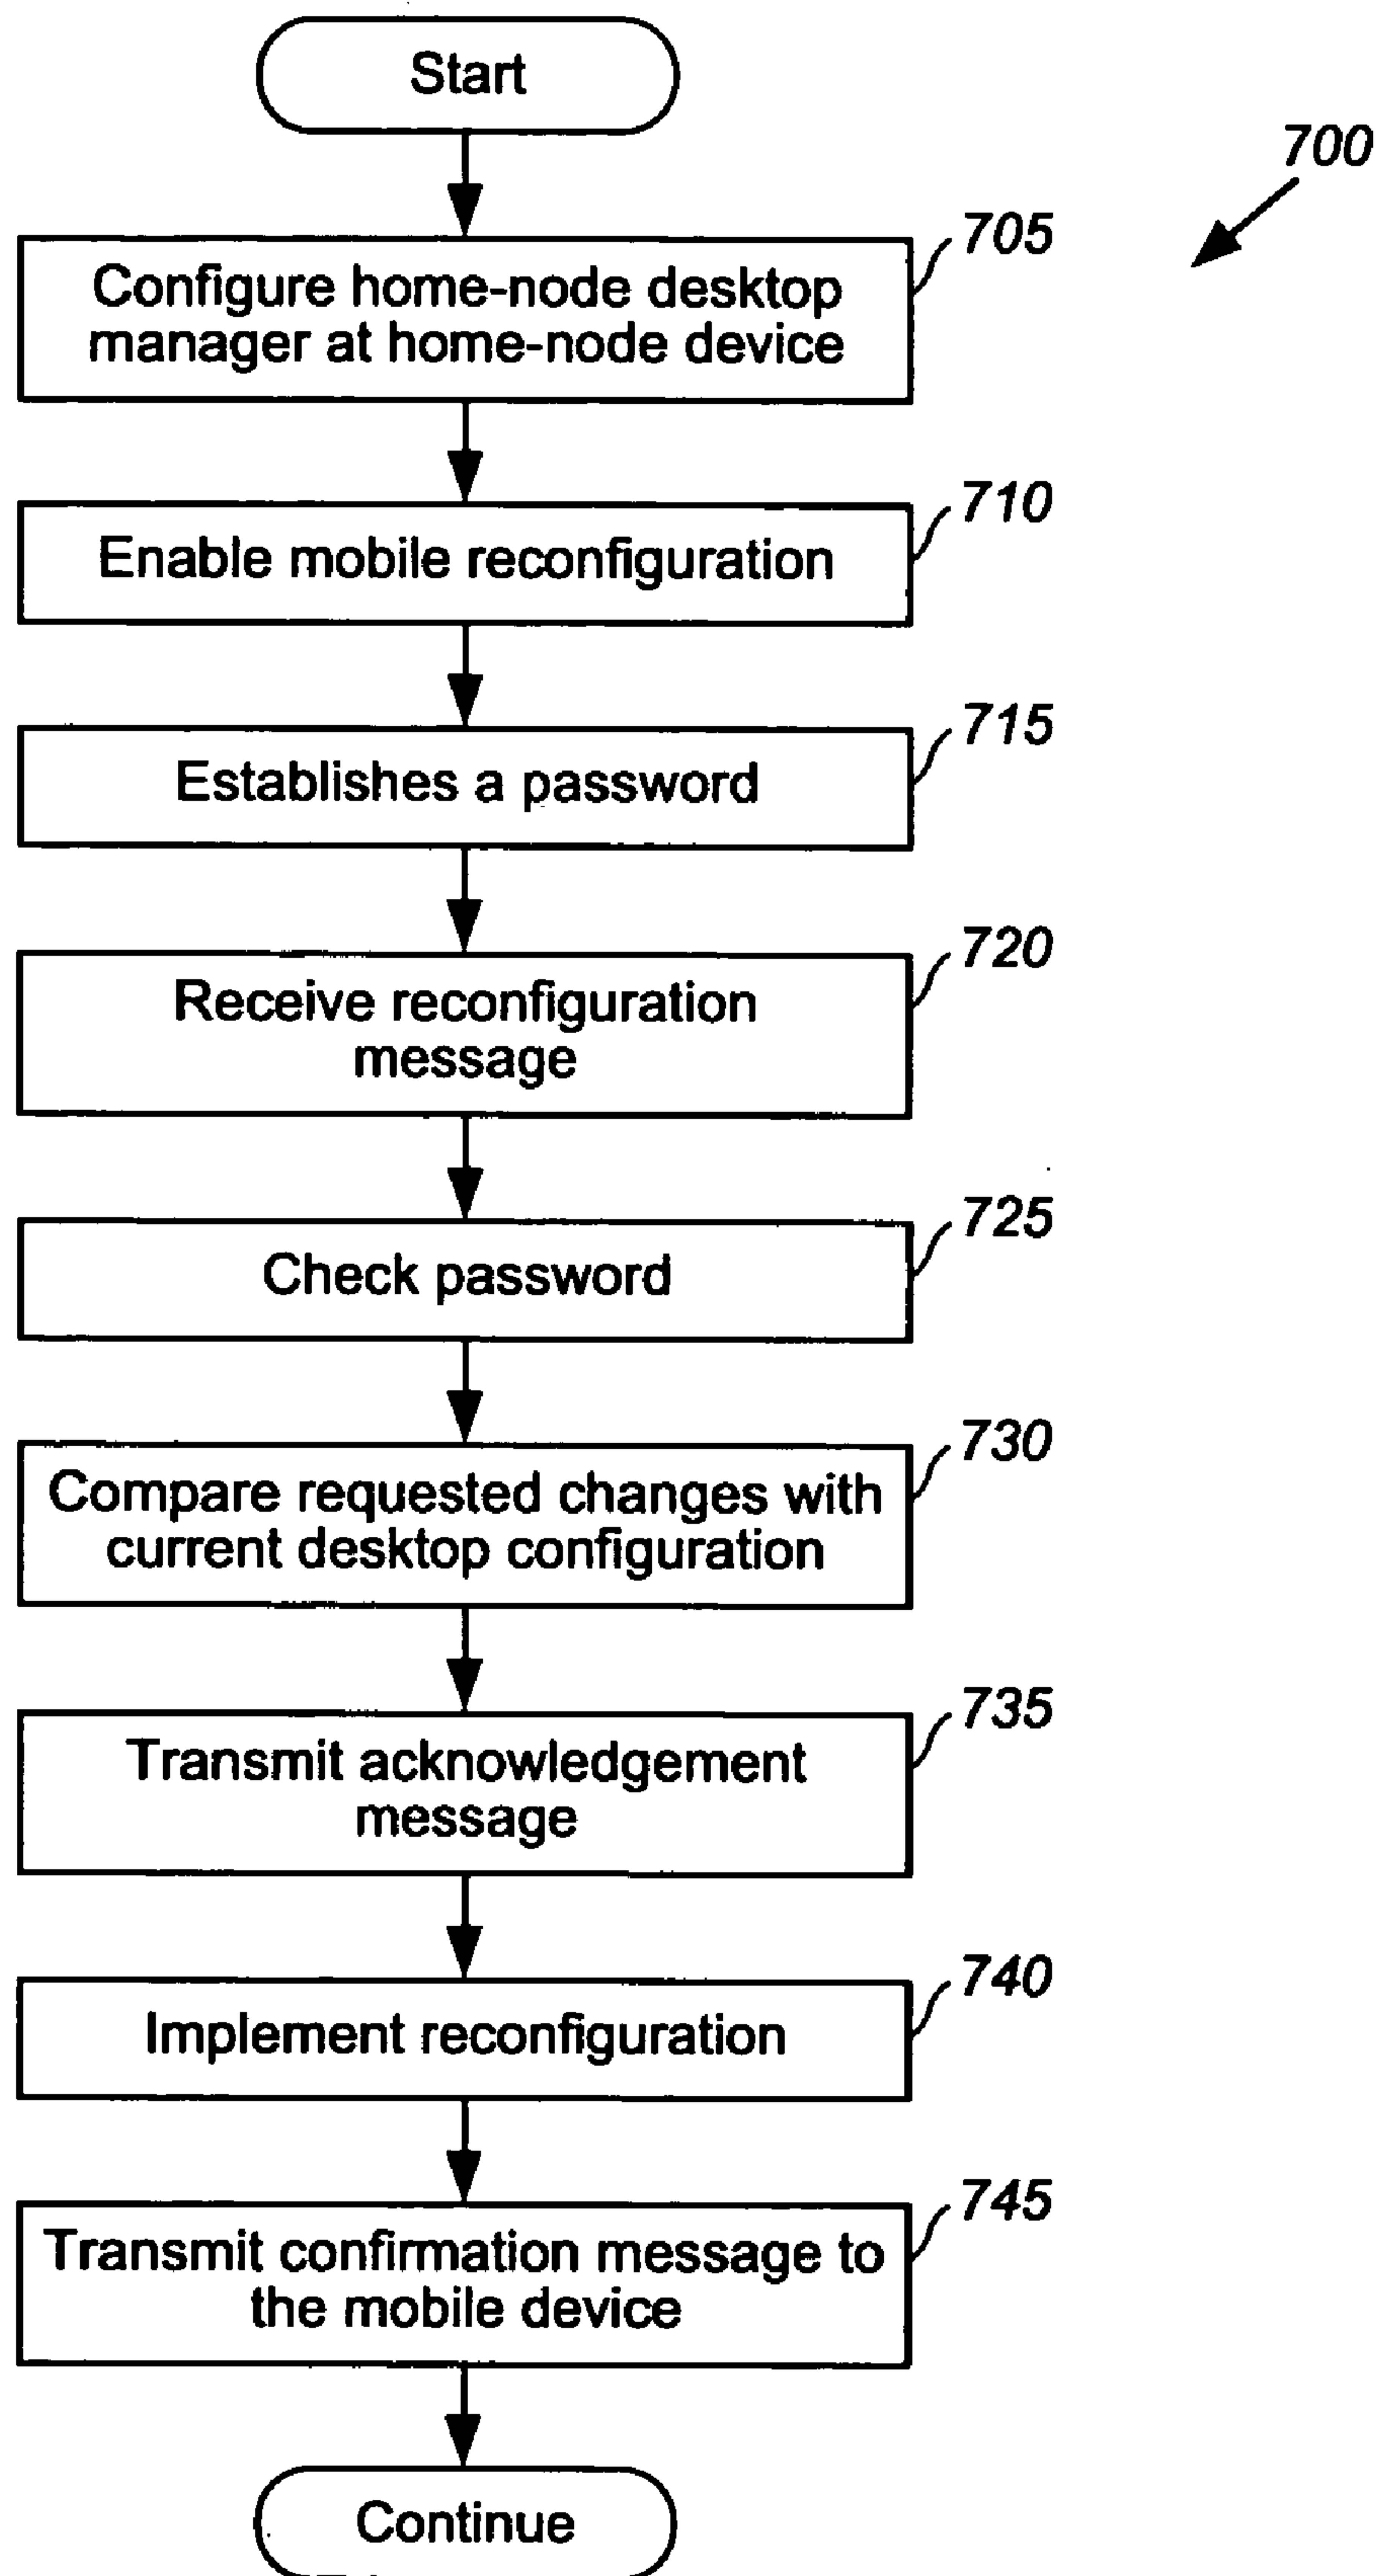 Start
700
705
Configure home-node desktop
manager at home-node device
710
Enable mobile reconfiguration
715
Establishes a password
720
Receive reconfiguration
message
725
Check password
730
Compare requested changes with
current desktop configuration
735
Transmit acknowledgement
message
740
Implement reconfiguration
745
Transmit confirmation message to
the mobile device
Continue